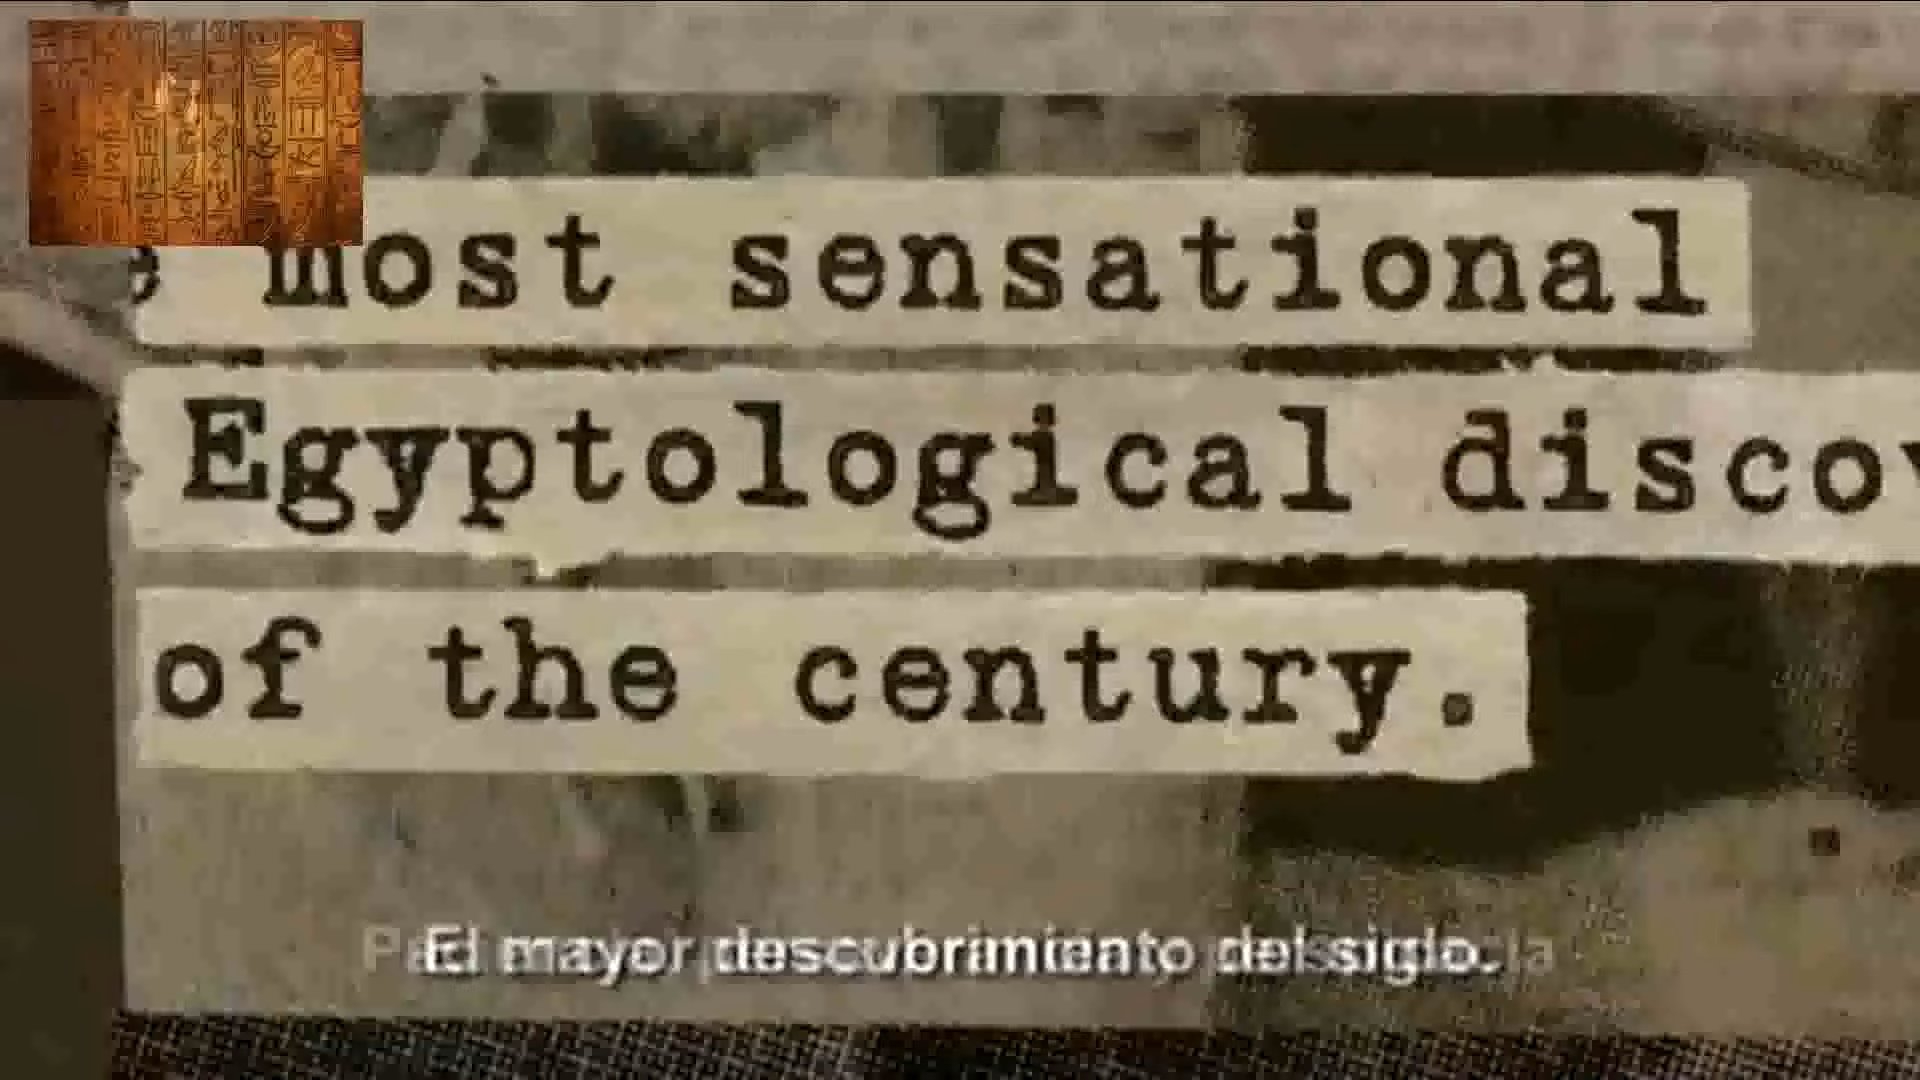 most sensational
Egyptological disco
of the century.
El mayor descubrimiento del siglo.